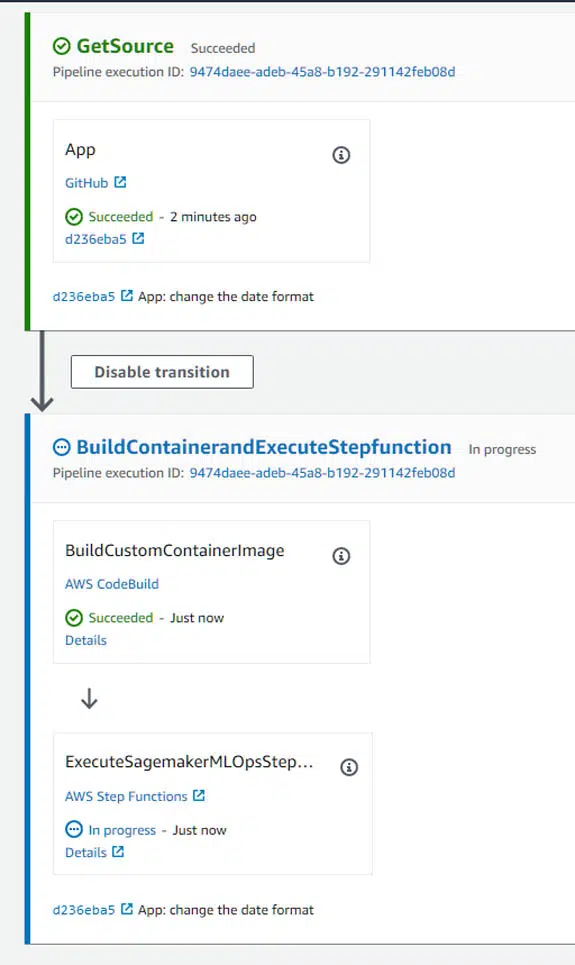 GetSource Succeeded
Pipeline execution ID: 9474daee-adeb-45a8-b192-291142feb08d
App
GitHub
Succeeded - 2 minutes ago
d236eba5
d236eba5 App: change the date format
Disable transition
BuildContainerandExecuteStepfunction In progress
Pipeline execution ID: 9474daee-adeb-45a8-b192-291142feb08d
BuildCustomContainerImage
AWS CodeBuild
Succeeded - Just now
Details
ExecuteSagemakerMLOpsStep...
AWS Step Functions
In progress - Just now
Details
d236eba5 App: change the date format